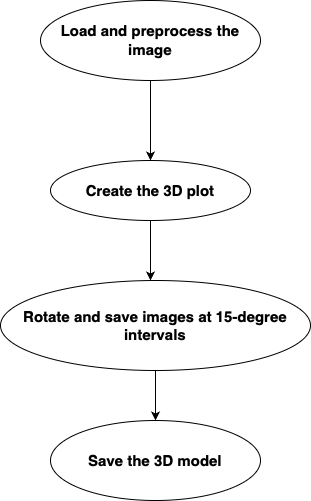 Load and preprocess the
image
Create the 3D plot
Rotate and save images at 15-degree
intervals
Save the 3D model